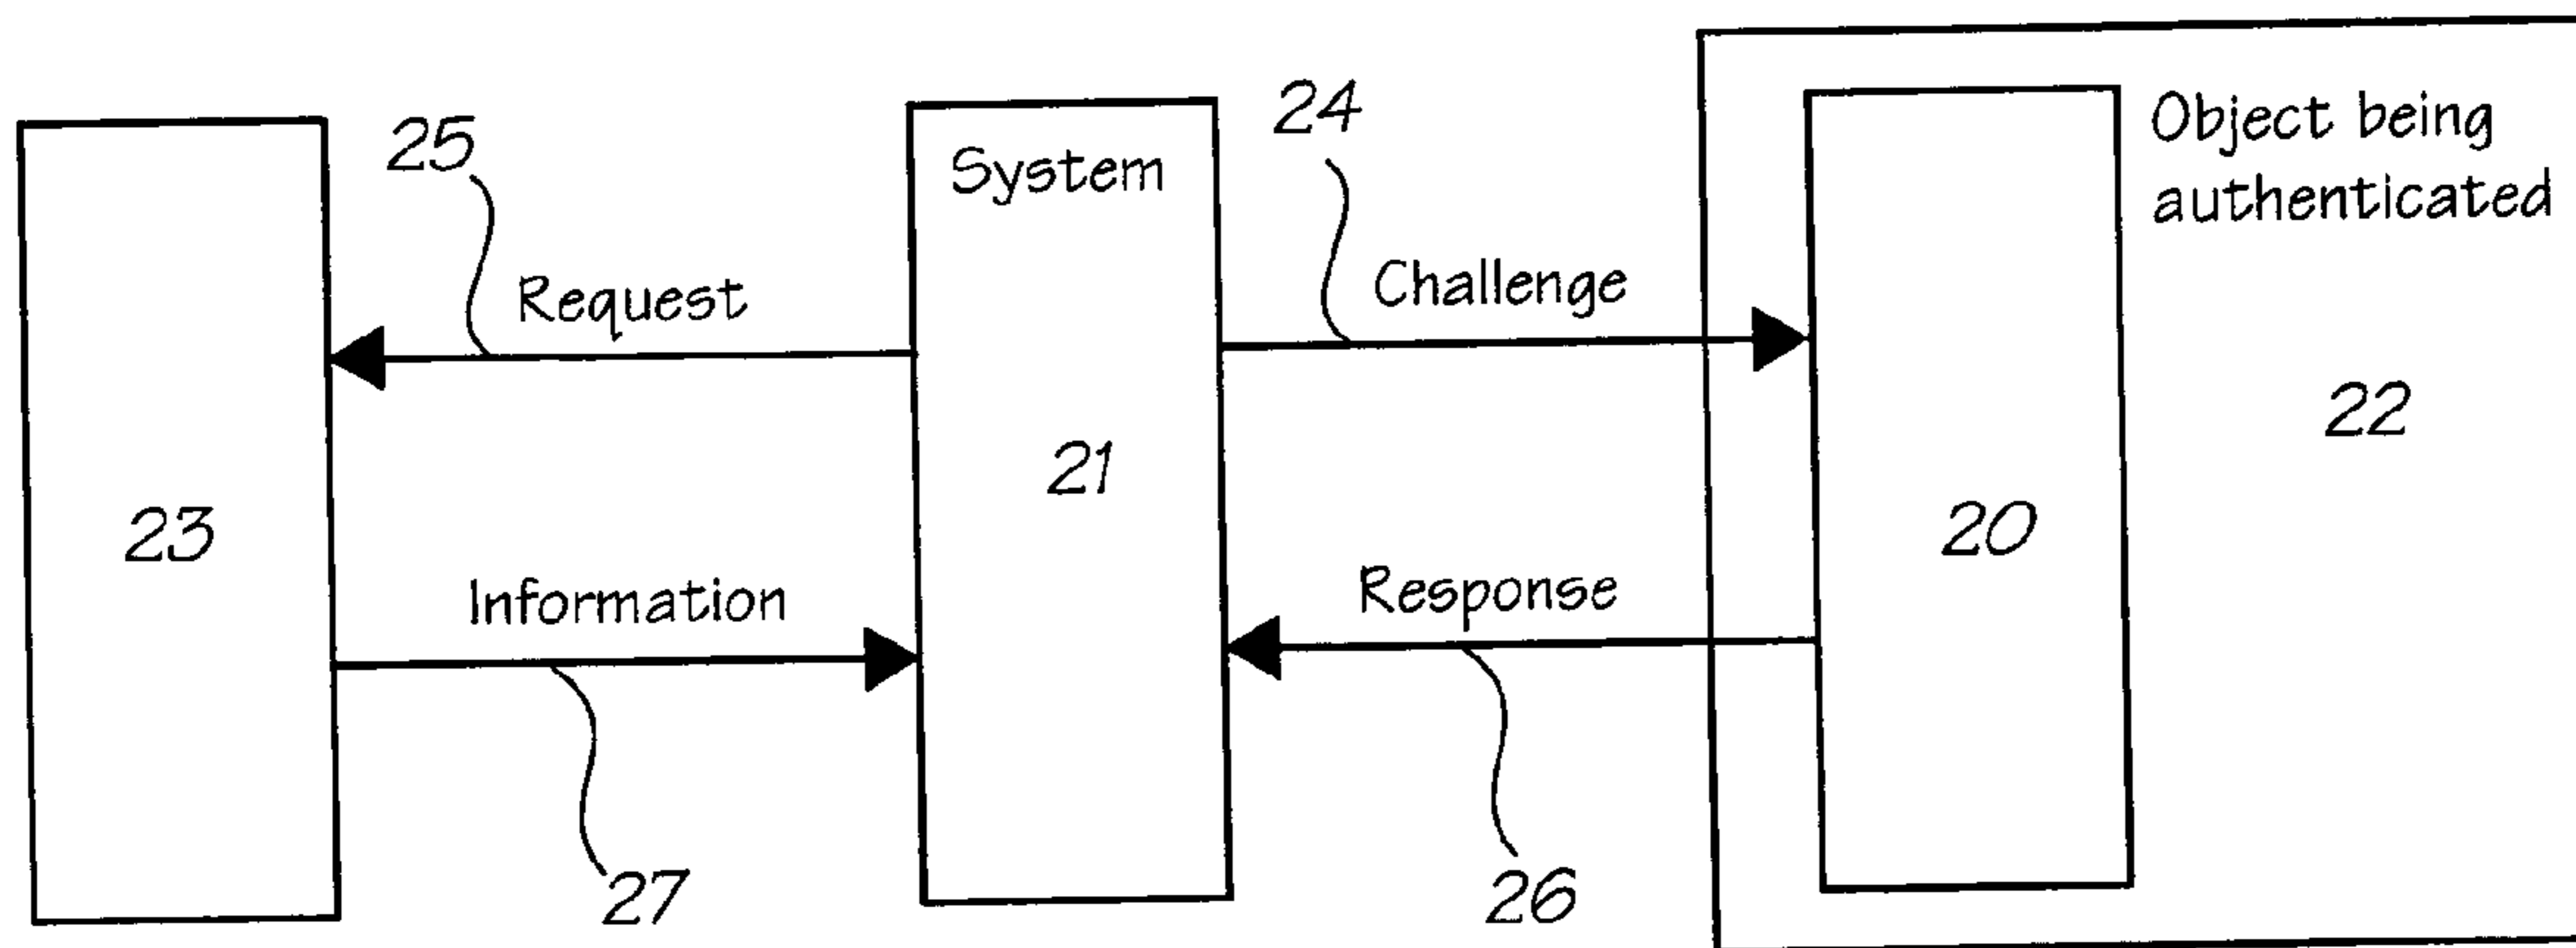 24
Object being
authenticated
25
System
Challenge
Request
22
21
23
20
Information
Response
27
26